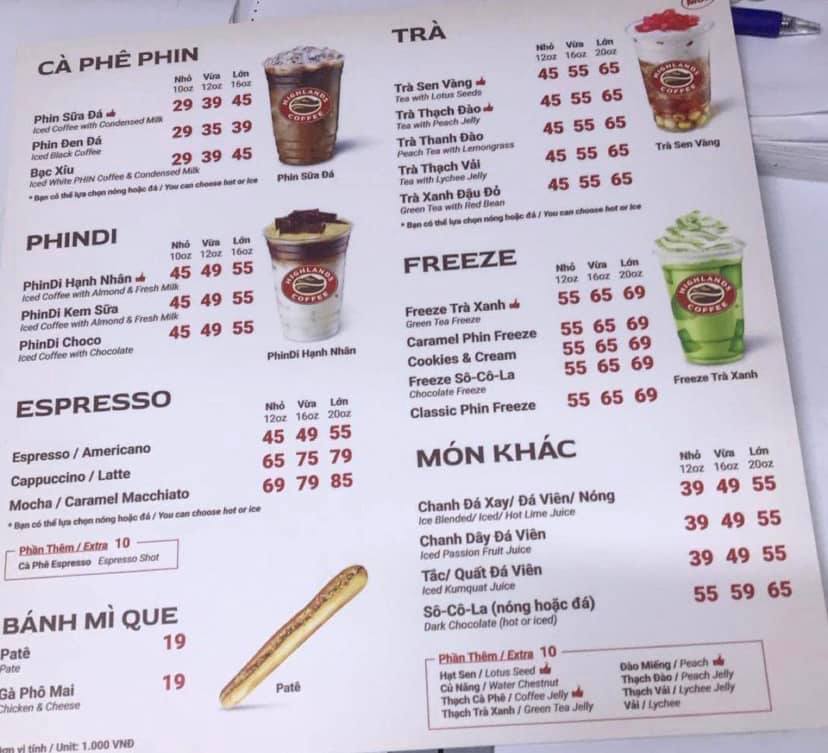 CÀ PHÊ PHIN
Nhỏ Vừa Lớn
10oz 12oz 16oz
Phin Sữa Đá 29 39 45
Iced Coffee with Condensed Milk
Phin Đen Đá 29 35 39
Iced Black Coffee
Bạc Xỉu 29 39 45
Iced White PHIN Coffee & Condensed Milk
* Bạn có thể lựa chọn nóng hoặc đá / You can choose hot or ice
HIGHLANDS COFFEE
Phin Sữa Đá
PHINDI
Nhỏ Vừa Lớn
10oz 12oz 16oz
PhinDi Hạnh Nhân 45 49 55
Iced Coffee with Almond & Fresh Milk
PhinDi Kem Sữa 45 49 55
Iced Coffee with Almond & Fresh Milk
PhinDi Choco 45 49 55
Iced Coffee with Chocolate
HIGHLANDS COFFEE
PhinDi Hạnh Nhân
ESPRESSO
Nhỏ Vừa Lớn
12oz 16oz 20oz
Espresso / Americano 45 49 55
Cappuccino / Latte 65 75 79
Mocha / Caramel Macchiato 69 79 85
* Bạn có thể lựa chọn nóng hoặc đá / You can choose hot or ice
Phần Thêm / Extra 10
Cà Phê Espresso Espresso Shot
BÁNH MÌ QUE
Patê 19
Pate
Gà Phô Mai 19
Chicken & Cheese
Patê
vị tính / Unit: 1.000 VNĐ
TRÀ
Nhỏ Vừa Lớn
12oz 16oz 20oz
Trà Sen Vàng 45 55 65
Tea with Lotus Seeds
Trà Thạch Đào 45 55 65
Tea with Peach Jelly
Trà Thanh Đào 45 55 65
Peach Tea with Lemongrass
Trà Thạch Vải 45 55 65
Tea with Lychee Jelly
Trà Xanh Đậu Đỏ 45 55 65
Green Tea with Red Bean
* Bạn có thể lựa chọn nóng hoặc đá / You can choose hot or ice
HIGHLANDS COFFEE
Trà Sen Vàng
FREEZE
Nhỏ Vừa Lớn
12oz 16oz 20oz
Freeze Trà Xanh 55 65 69
Green Tea Freeze
Caramel Phin Freeze 55 65 69
Cookies & Cream 55 65 69
Freeze Sô-Cô-La 55 65 69
Chocolate Freeze
Classic Phin Freeze 55 65 69
HIGHLANDS COFFEE
Freeze Trà Xanh
MÓN KHÁC
Nhỏ Vừa Lớn
12oz 16oz 20oz
Chanh Đá Xay/ Đá Viên/ Nóng 39 49 55
Ice Blended/ Iced/ Hot Lime Juice
Chanh Dây Đá Viên 39 49 55
Iced Passion Fruit Juice
Tắc/ Quất Đá Viên 39 49 55
Iced Kumquat Juice
Sô-Cô-La (nóng hoặc đá) 55 59 65
Dark Chocolate (hot or iced)
Phần Thêm / Extra 10
Hạt Sen / Lotus Seed
Củ Năng / Water Chestnut
Thạch Cà Phê / Coffee Jelly
Thạch Trà Xanh / Green Tea Jelly
Đào Miếng / Peach
Thạch Đào / Peach Jelly
Thạch Vải / Lychee Jelly
Vải / Lychee